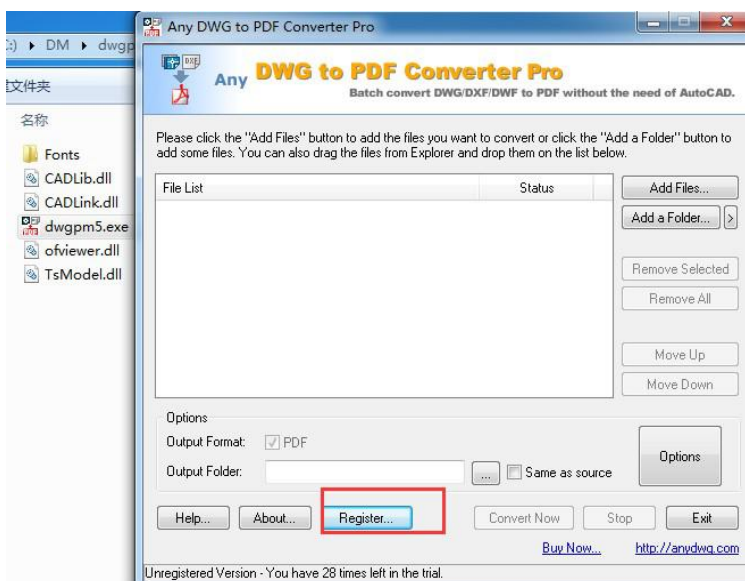 Any DWG to PDF Converter Pro
:) ▸ DM ▸ dwgp
文件夹
名称
Fonts
CADLib.dll
CADLink.dll
dwgpm5.exe
ofviewer.dll
TsModel.dll
DXF
Any DWG to PDF Converter Pro
Batch convert DWG/DXF/DWF to PDF without the need of AutoCAD.
Please click the "Add Files" button to add the files you want to convert or click the "Add a Folder" button to
add some files. You can also drag the files from Explorer and drop them on the list below.
File List Status
Add Files...
Add a Folder... >
Remove Selected
Remove All
Move Up
Move Down
Options
Output Format: PDF
Output Folder: ... Same as source
Options
Help... About... Register... Convert Now Stop Exit
Buy Now... http://anydwg.com
Unregistered Version - You have 28 times left in the trial.